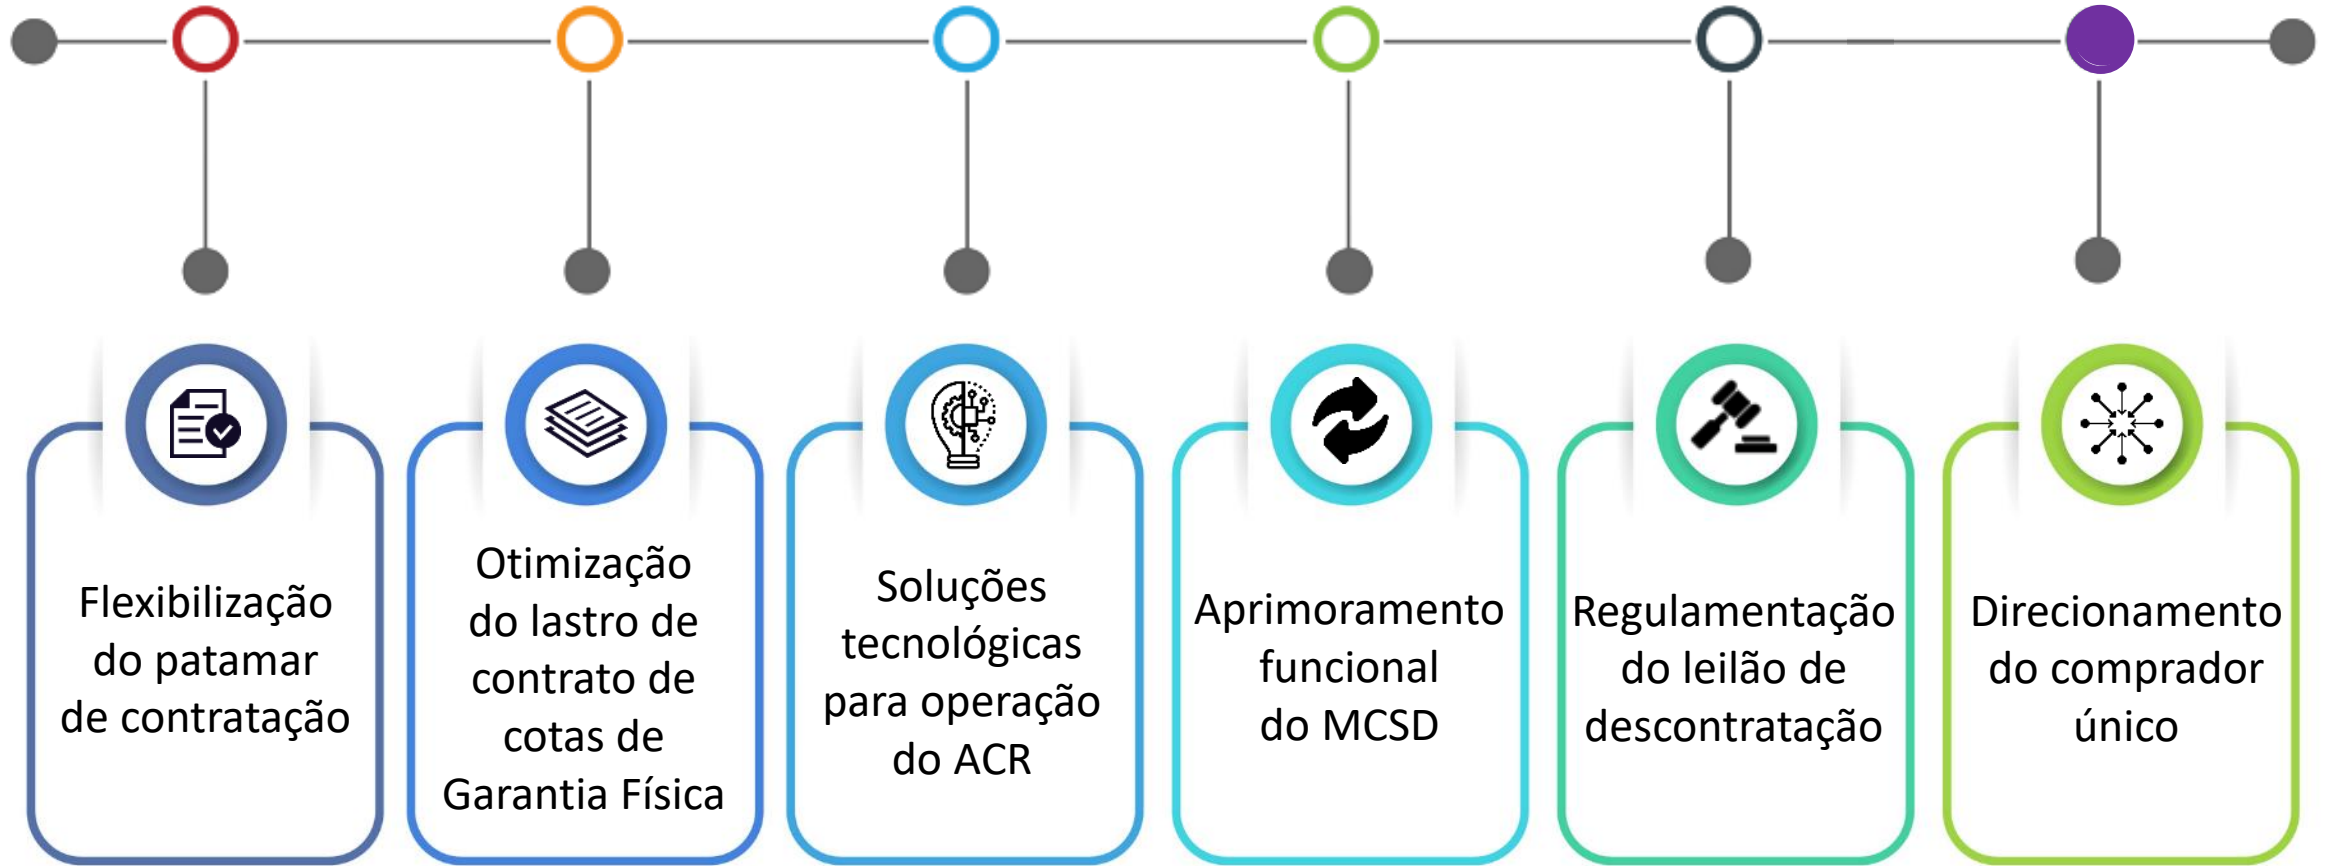 Flexibilização
do patamar
de contratação
Otimização
do lastro de
contrato de
cotas de
Garantia Física
Soluções
tecnológicas
para operação
do ACR
Aprimoramento
funcional
do MCSD
Regulamentação
do leilão de
descontratação
Direcionamento
do comprador
único